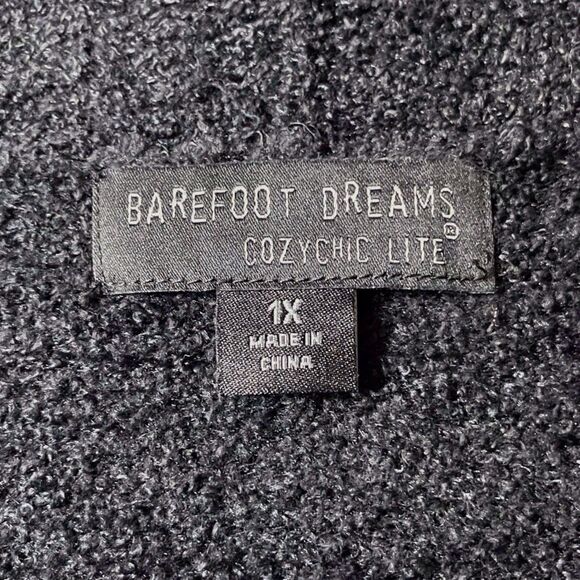 BAREFOOT DREAMS
COZYCHIC LITE®
1X
MADE IN
CHINA